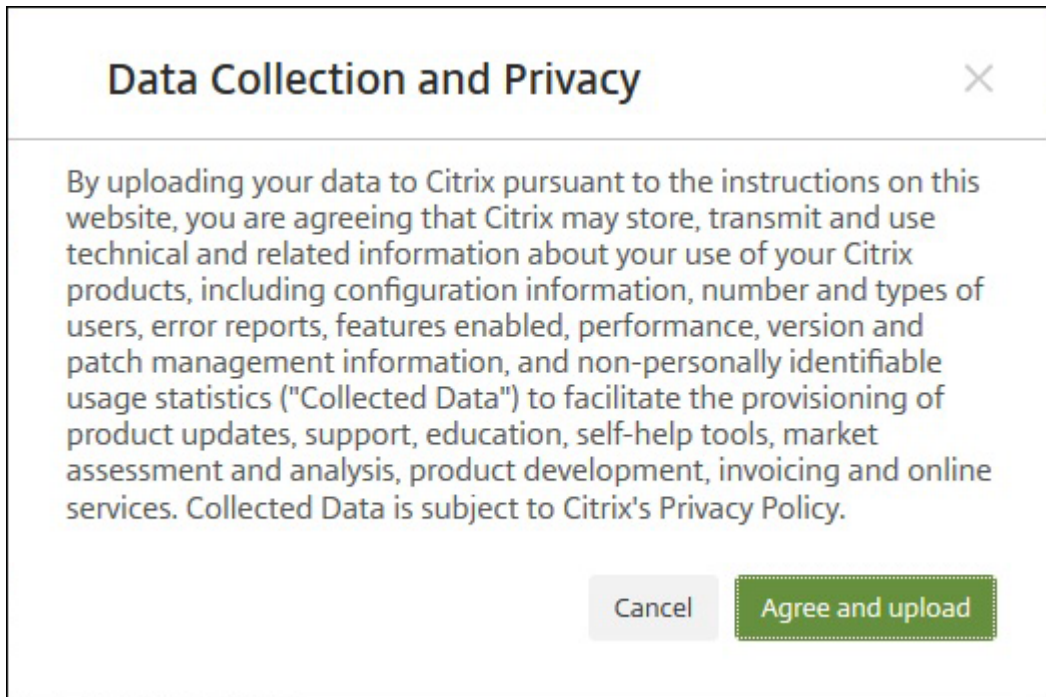 Data Collection and Privacy
By uploading your data to Citrix pursuant to the instructions on this
website, you are agreeing that Citrix may store, transmit and use
technical and related information about your use of your Citrix
products, including configuration information, number and types of
users, error reports, features enabled, performance, version and
patch management information, and non-personally identifiable
usage statistics ("Collected Data") to facilitate the provisioning of
product updates, support, education, self-help tools, market
assessment and analysis, product development, invoicing and online
services. Collected Data is subject to Citrix's Privacy Policy.
Cancel
Agree and upload